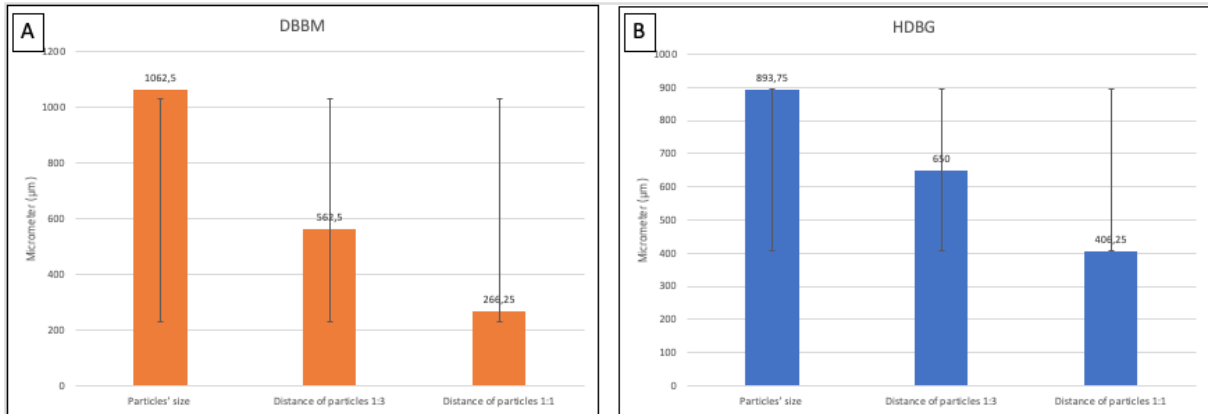 A
DBBM
Micrometer (µm)
1200
1000
800
600
400
200
0
1062,5
562,5
266,25
Particles' size
Distance of particles 1:3
Distance of particles 1:1
B
HDBG
Micrometer (µm)
1000
900
800
700
600
500
400
300
200
100
0
893,75
650
406,25
Particles' size
Distance of particles 1:3
Distance of particles 1:1